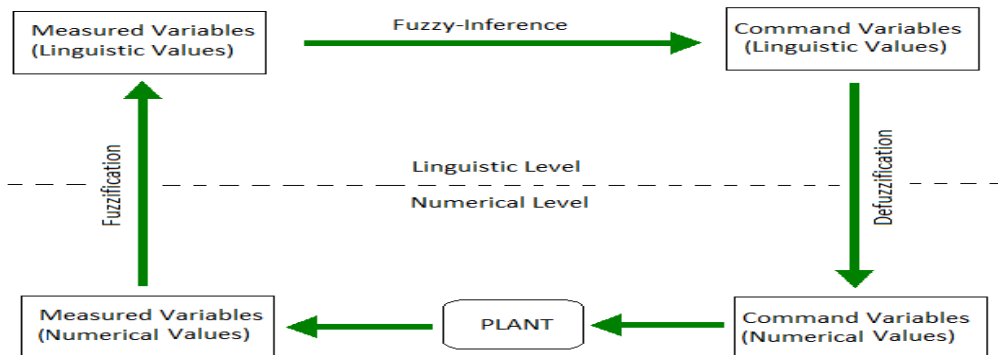 Measured Variables
(Linguistic Values)
Fuzzy-Inference
Command Variables
(Linguistic Values)
Fuzzification
Linguistic Level
Numerical Level
Defuzzification
Measured Variables
(Numerical Values)
PLANT
Command Variables
(Numerical Values)